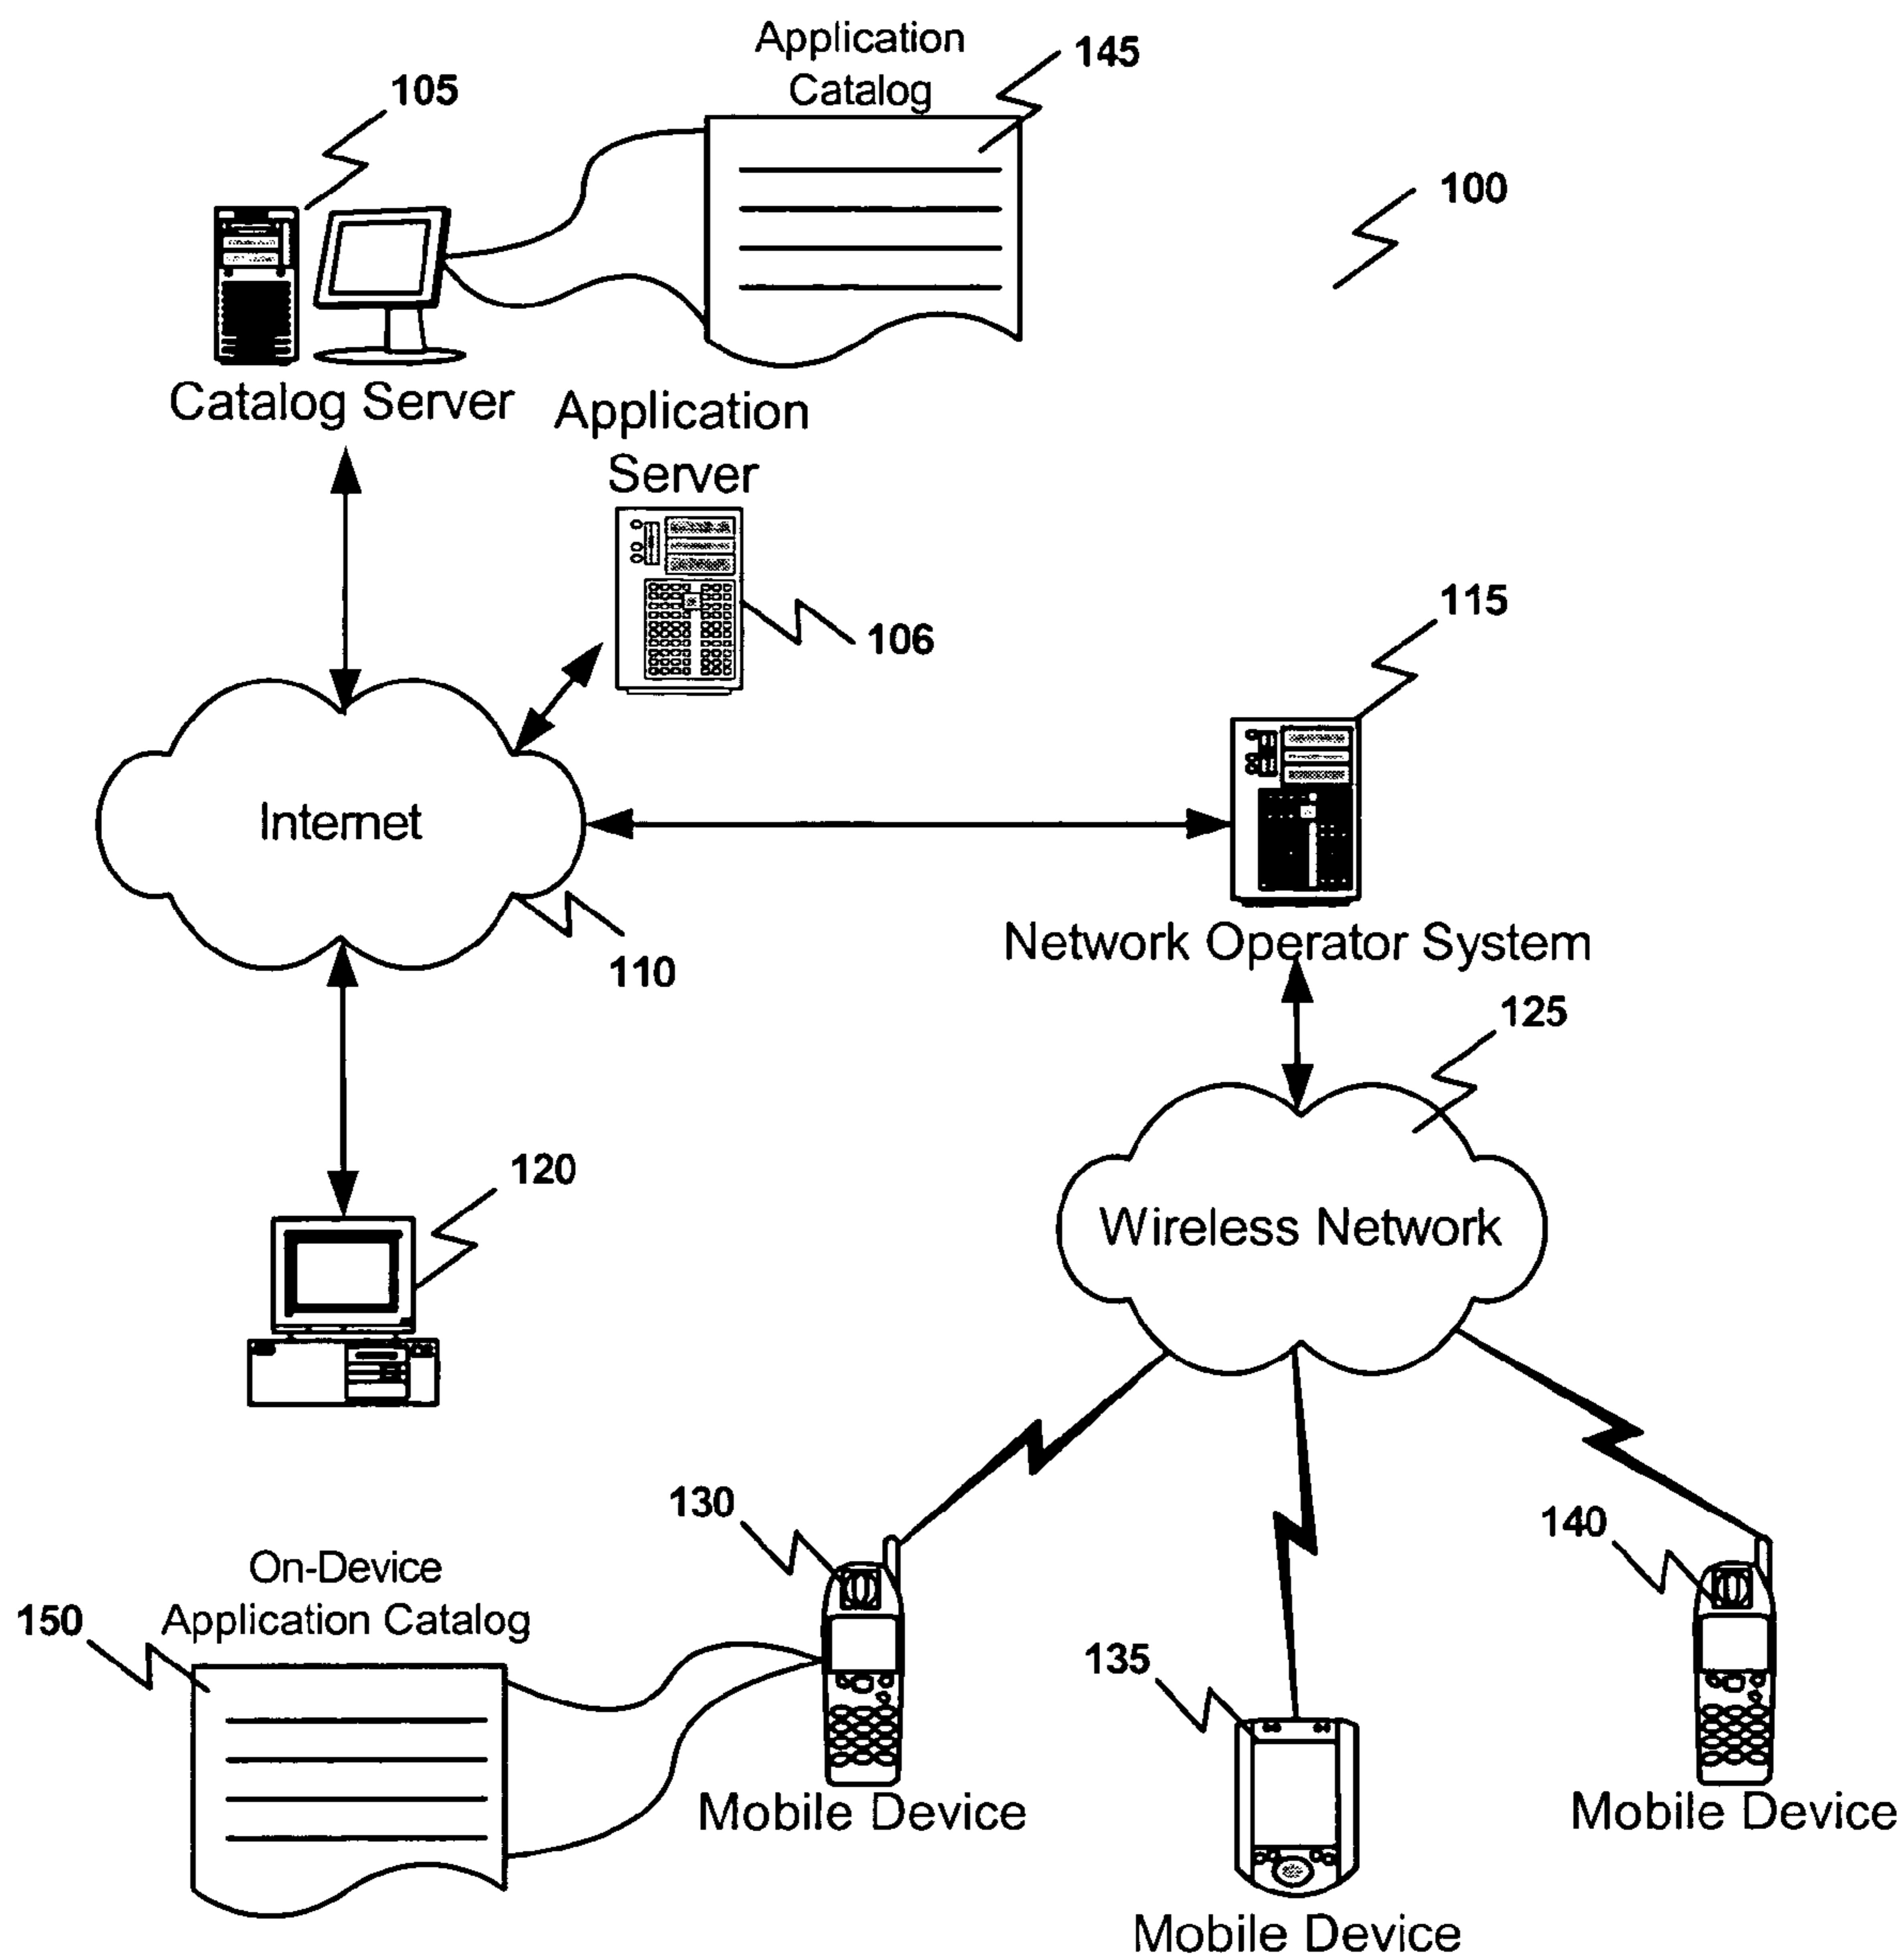 Application
Catalog
145
105
100
Catalog Server
Application
Server
106
115
Internet
110
Network Operator System
125
120
Wireless Network
130
140
On-Device
Application Catalog
150
135
Mobile Device
Mobile Device
Mobile Device